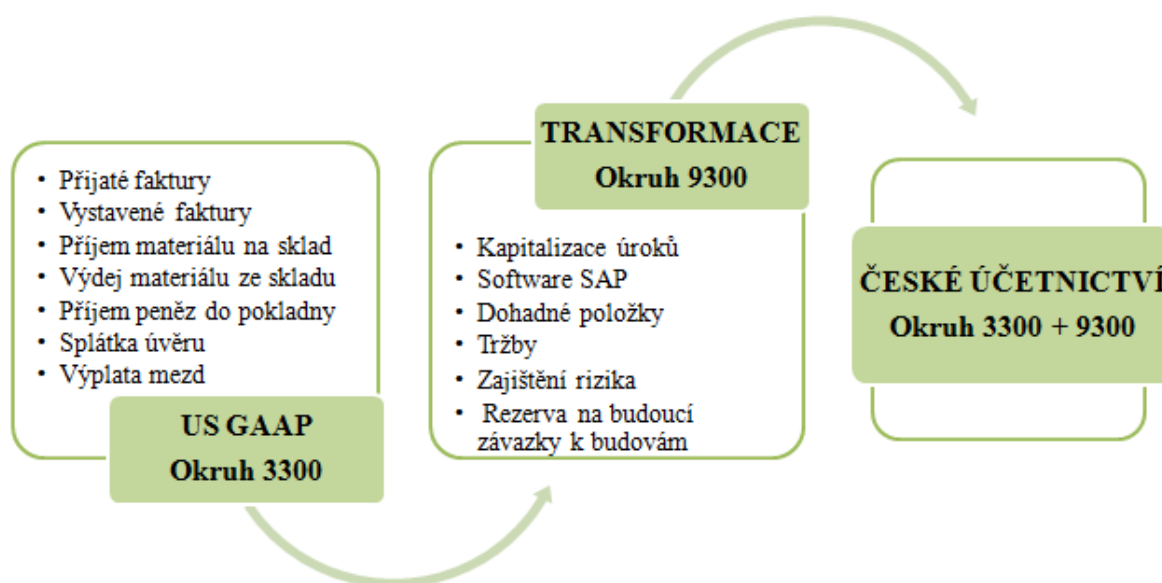 • Přijaté faktury
• Vystavené faktury
• Příjem materiálu na sklad
• Výdej materiálu ze skladu
• Příjem peněz do pokladny
• Splátka úvěru
• Výplata mezd
US GAAP
Okruh 3300
TRANSFORMACE
Okruh 9300
• Kapitalizace úroků
• Software SAP
• Dohadné položky
• Tržby
• Zajištění rizika
• Rezerva na budoucí
závazky k budovám
ČESKÉ ÚČETNICTVÍ
Okruh 3300 + 9300